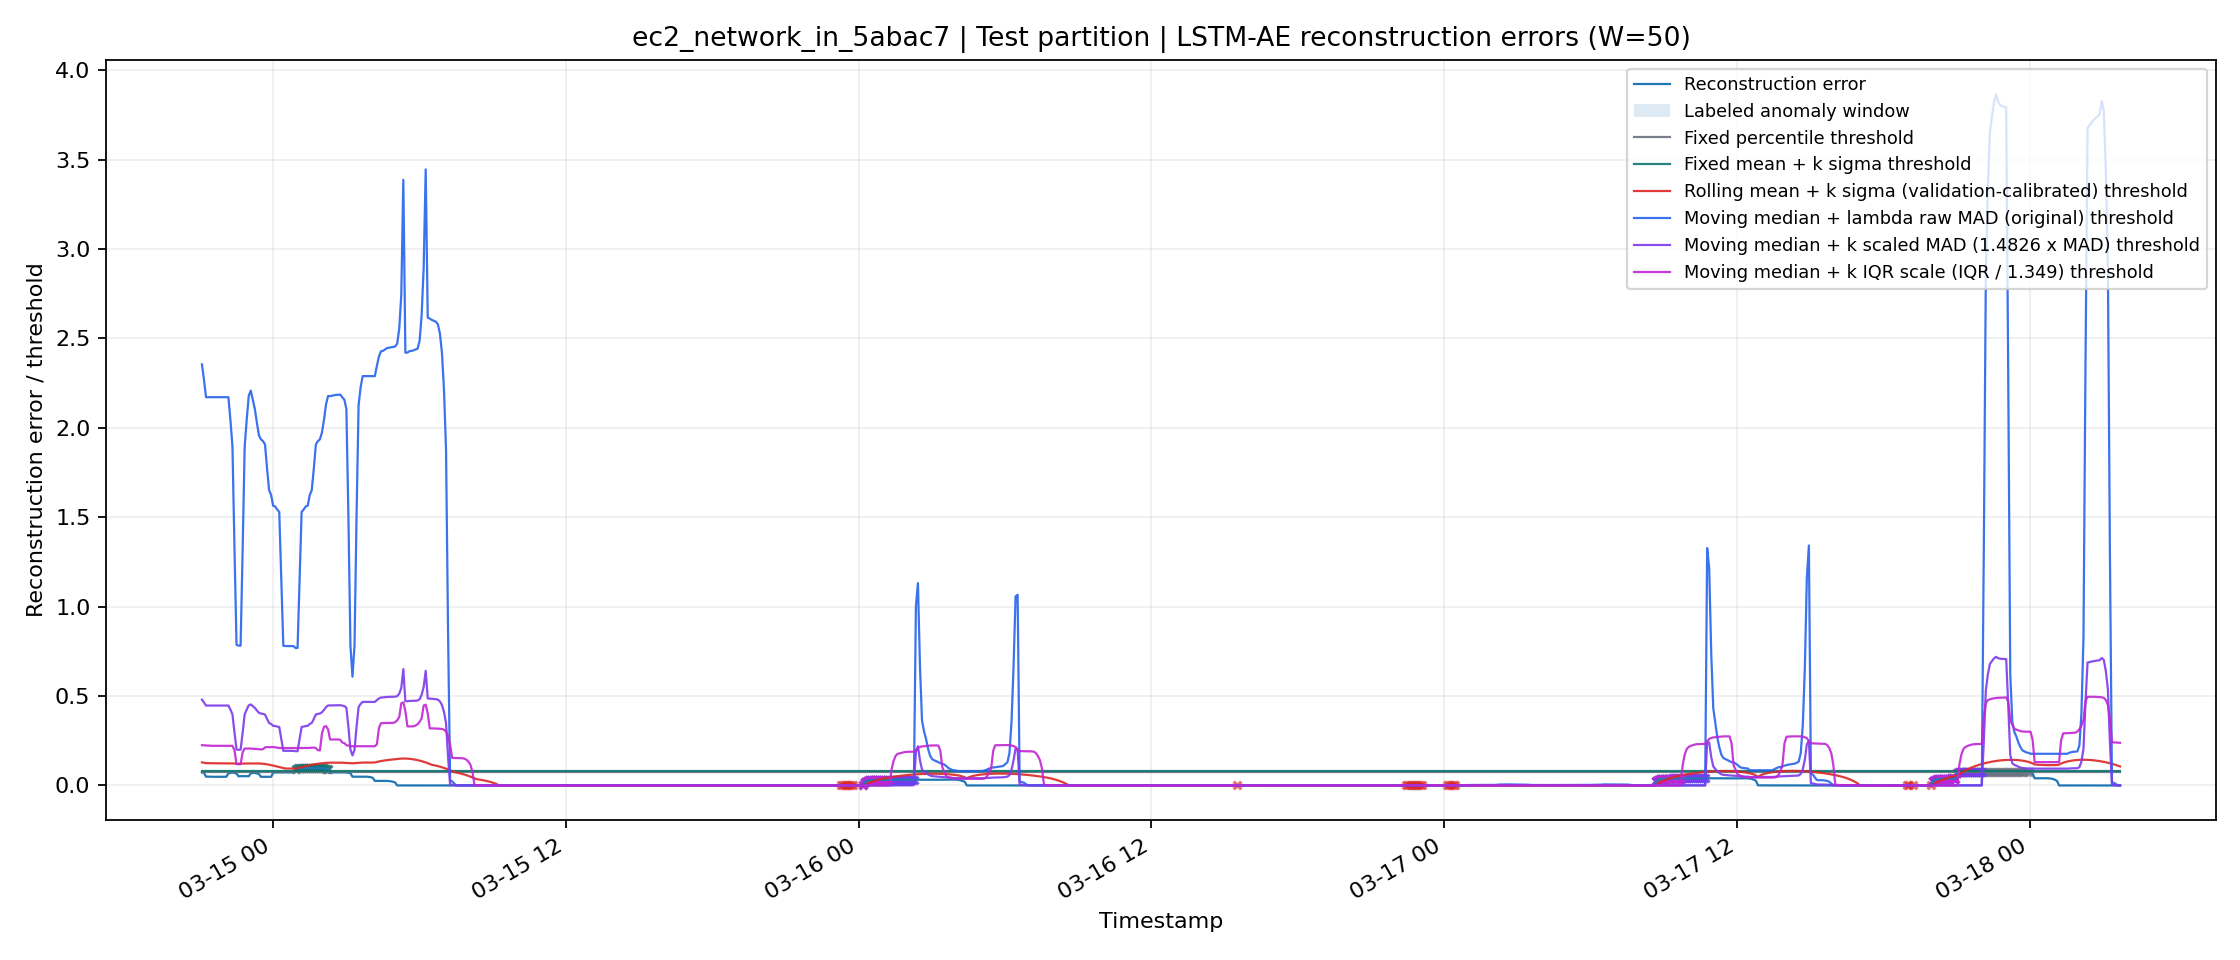 ec2_network_in_5abac7 | Test partition | LSTM-AE reconstruction errors (W=50)
Reconstruction error / threshold
4.0
3.5
3.0
2.5
2.0
1.5
1.0
0.5
0.0
Reconstruction error
Labeled anomaly window
Fixed percentile threshold
Fixed mean + k sigma threshold
Rolling mean + k sigma (validation-calibrated) threshold
Moving median + lambda raw MAD (original) threshold
Moving median + k scaled MAD (1.4826 x MAD) threshold
Moving median + k IQR scale (IQR / 1.349) threshold
03-15 00
03-15 12
03-16 00
03-16 12
03-17 00
03-17 12
03-18 00
Timestamp